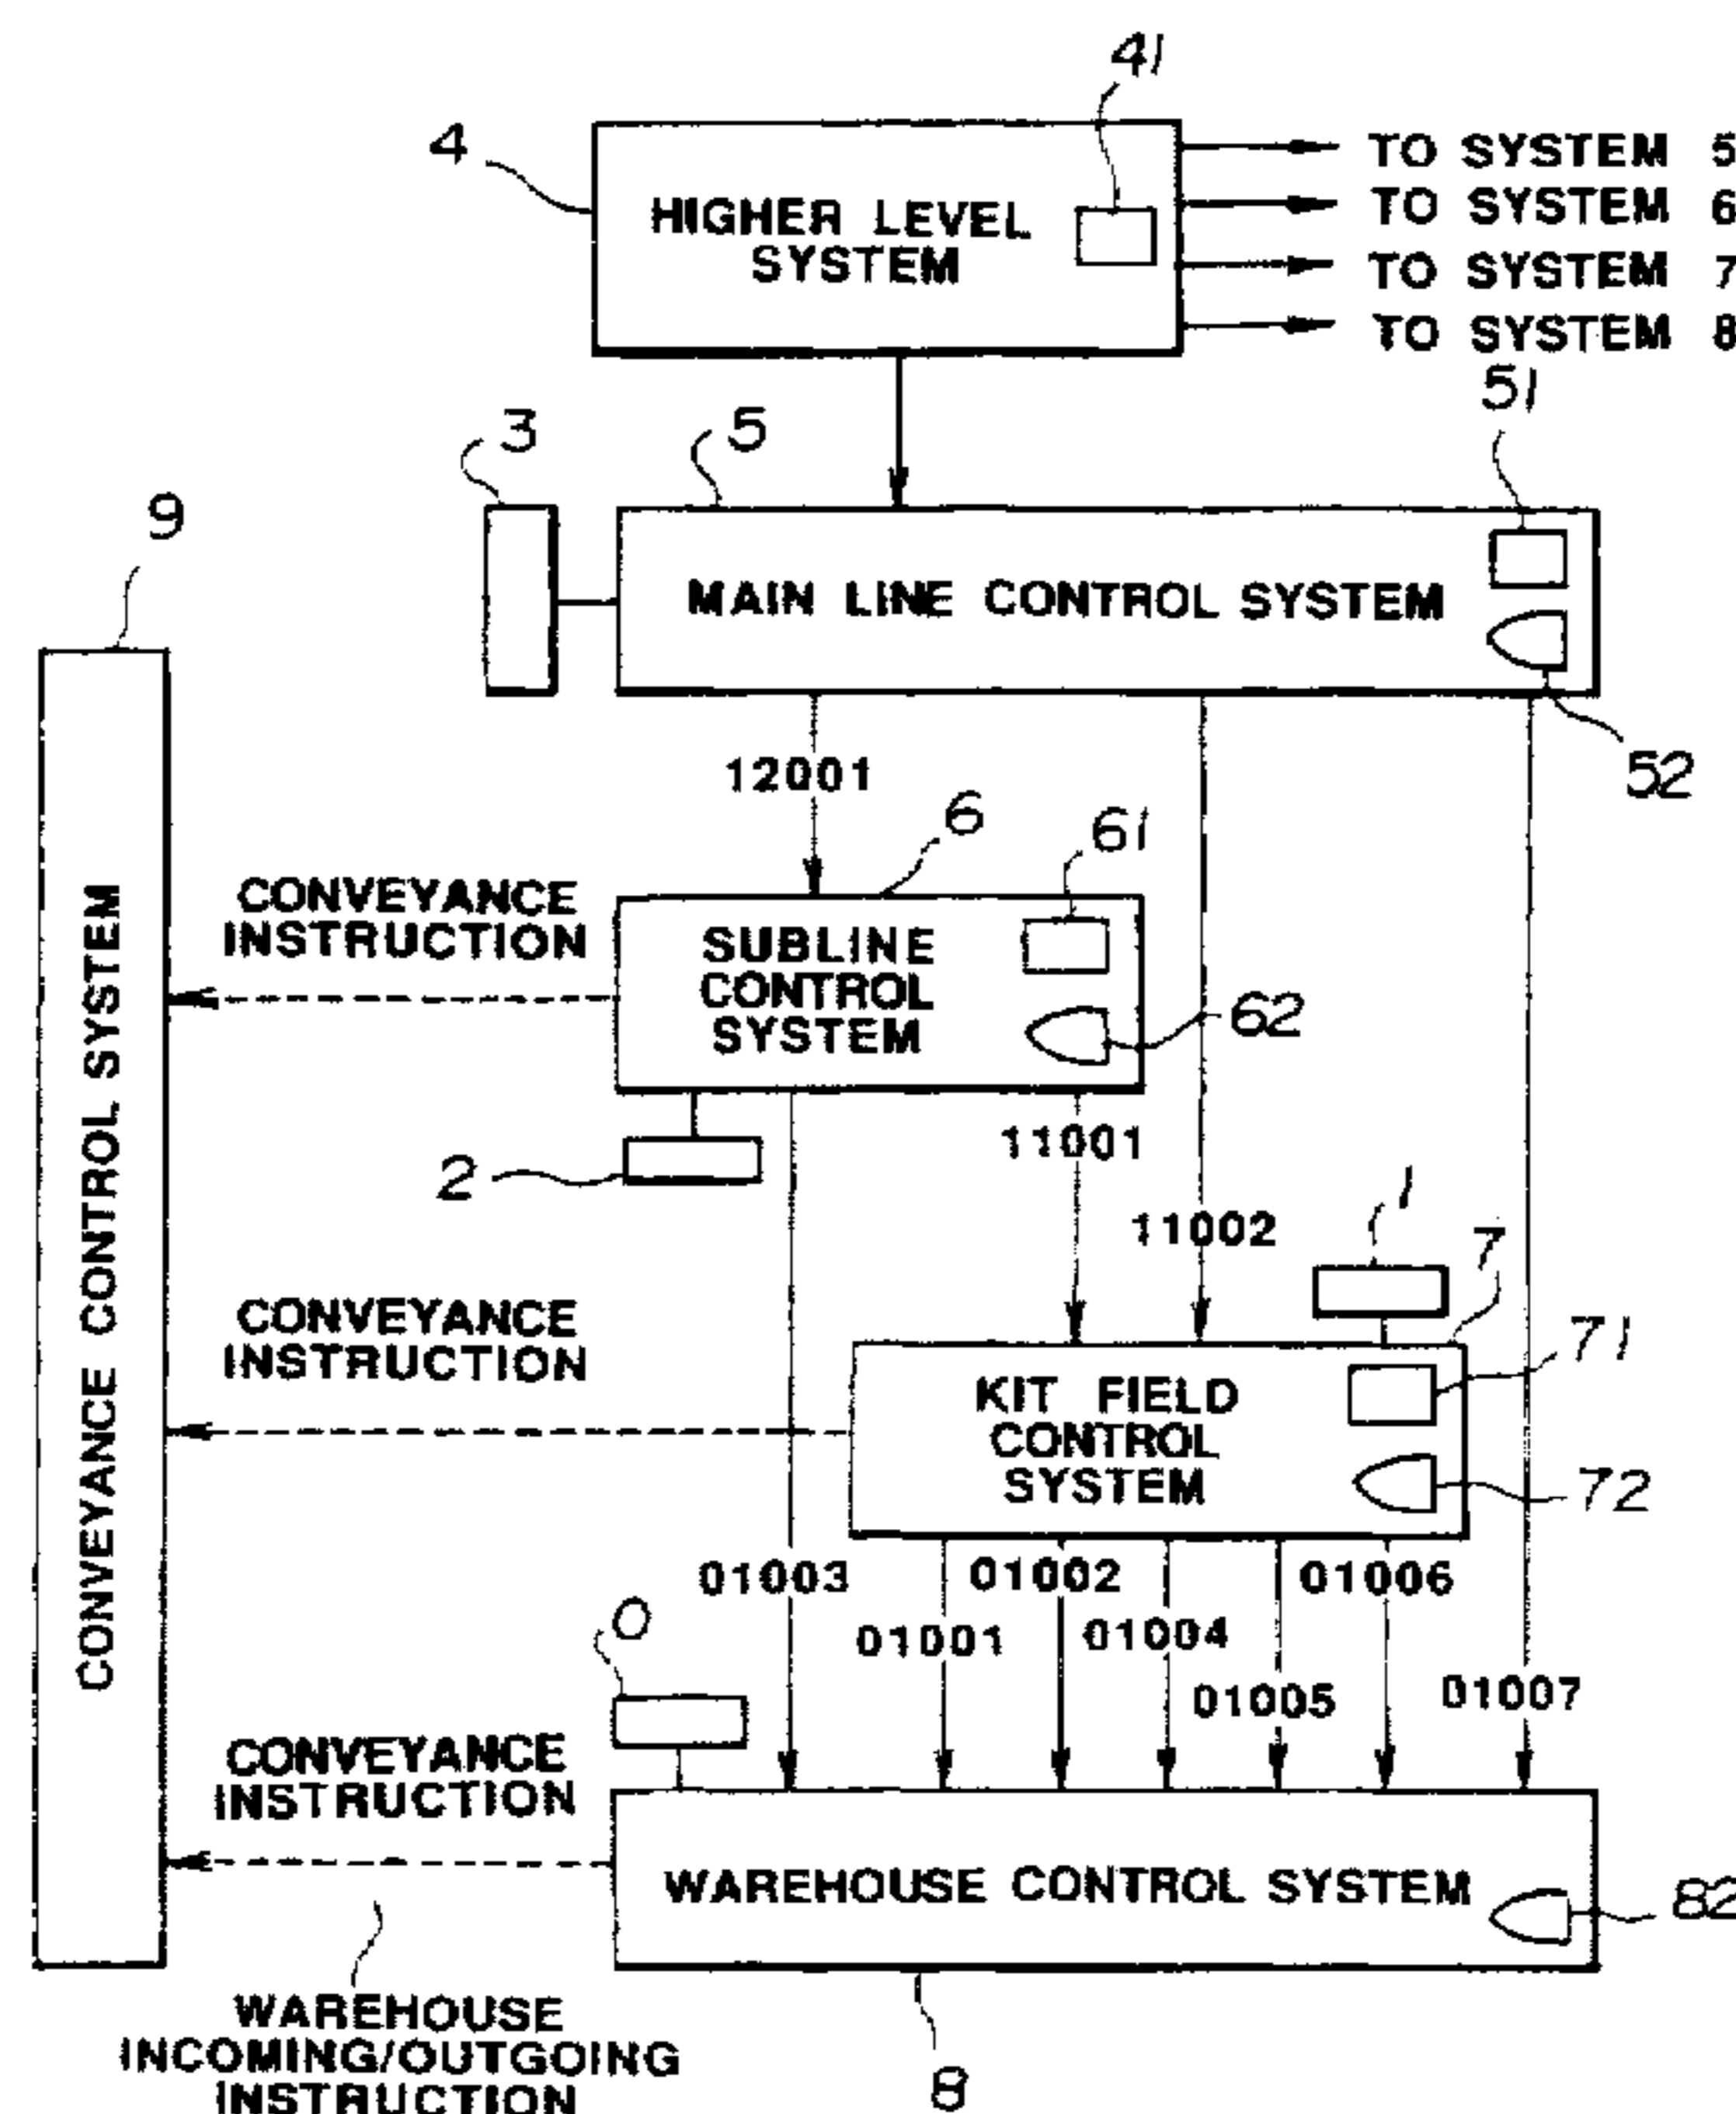 41
4
HIGHER LEVEL
SYSTEM
TO SYSTEM 5
TO SYSTEM 6
TO SYSTEM 7
TO SYSTEM 8
51
3
5
9
MAIN LINE CONTROL SYSTEM
52
12001
6
61
CONVEYANCE
INSTRUCTION
SUBLINE
CONTROL
SYSTEM
62
CONVEYANCE CONTROL SYSTEM
2
11001
11002
1
7
CONVEYANCE
INSTRUCTION
KIT FIELD
CONTROL
SYSTEM
71
72
01003
01002
01006
0
01001
01004
01005
01007
CONVEYANCE
INSTRUCTION
WAREHOUSE CONTROL SYSTEM
82
WAREHOUSE
INCOMING/OUTGOING
INSTRUCTION
8